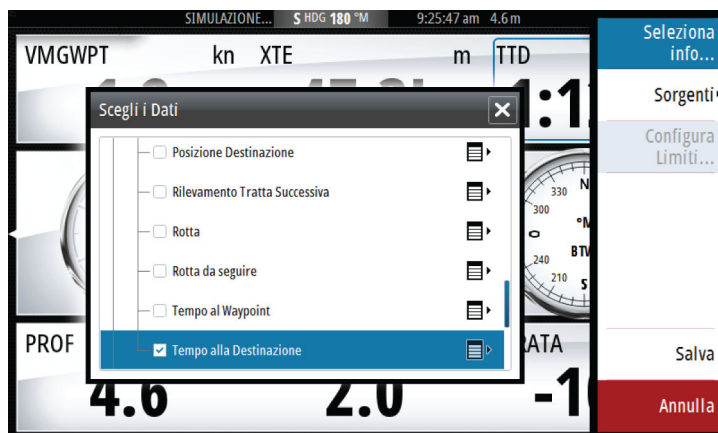 SIMULAZIONE... S HDG 180 °M 9:25:47 am 4.6 m
VMGWPT kn XTE m TTD
Scegli i Dati
Posizione Destinazione
Rilevamento Tratta Successiva
Rotta
Rotta da seguire
Tempo al Waypoint
Tempo alla Destinazione
330 N
300 °M
240 BTW
210 S
PROF
4.6 2.0
Seleziona
info...
Sorgenti
Configura
Limiti...
Salva
Annulla